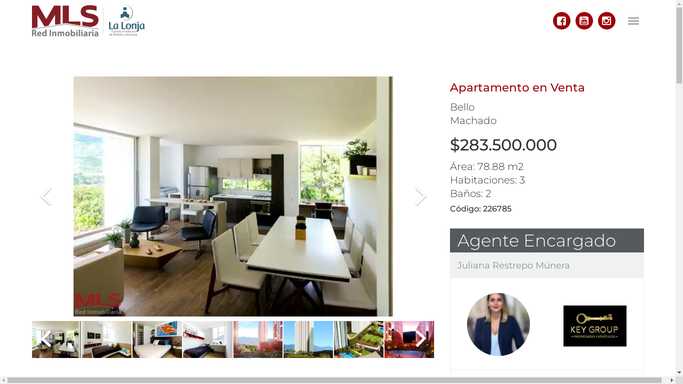 MLS
Red Inmobiliaria
La Lonja
Apartamento en Venta
Bello
Machado
$283.500.000
Área: 78.88 m2
Habitaciones: 3
Baños: 2
Código: 226785
Agente Encargado
Juliana Restrepo Múnera
MLS
Red Inmobiliaria
KEY GROUP